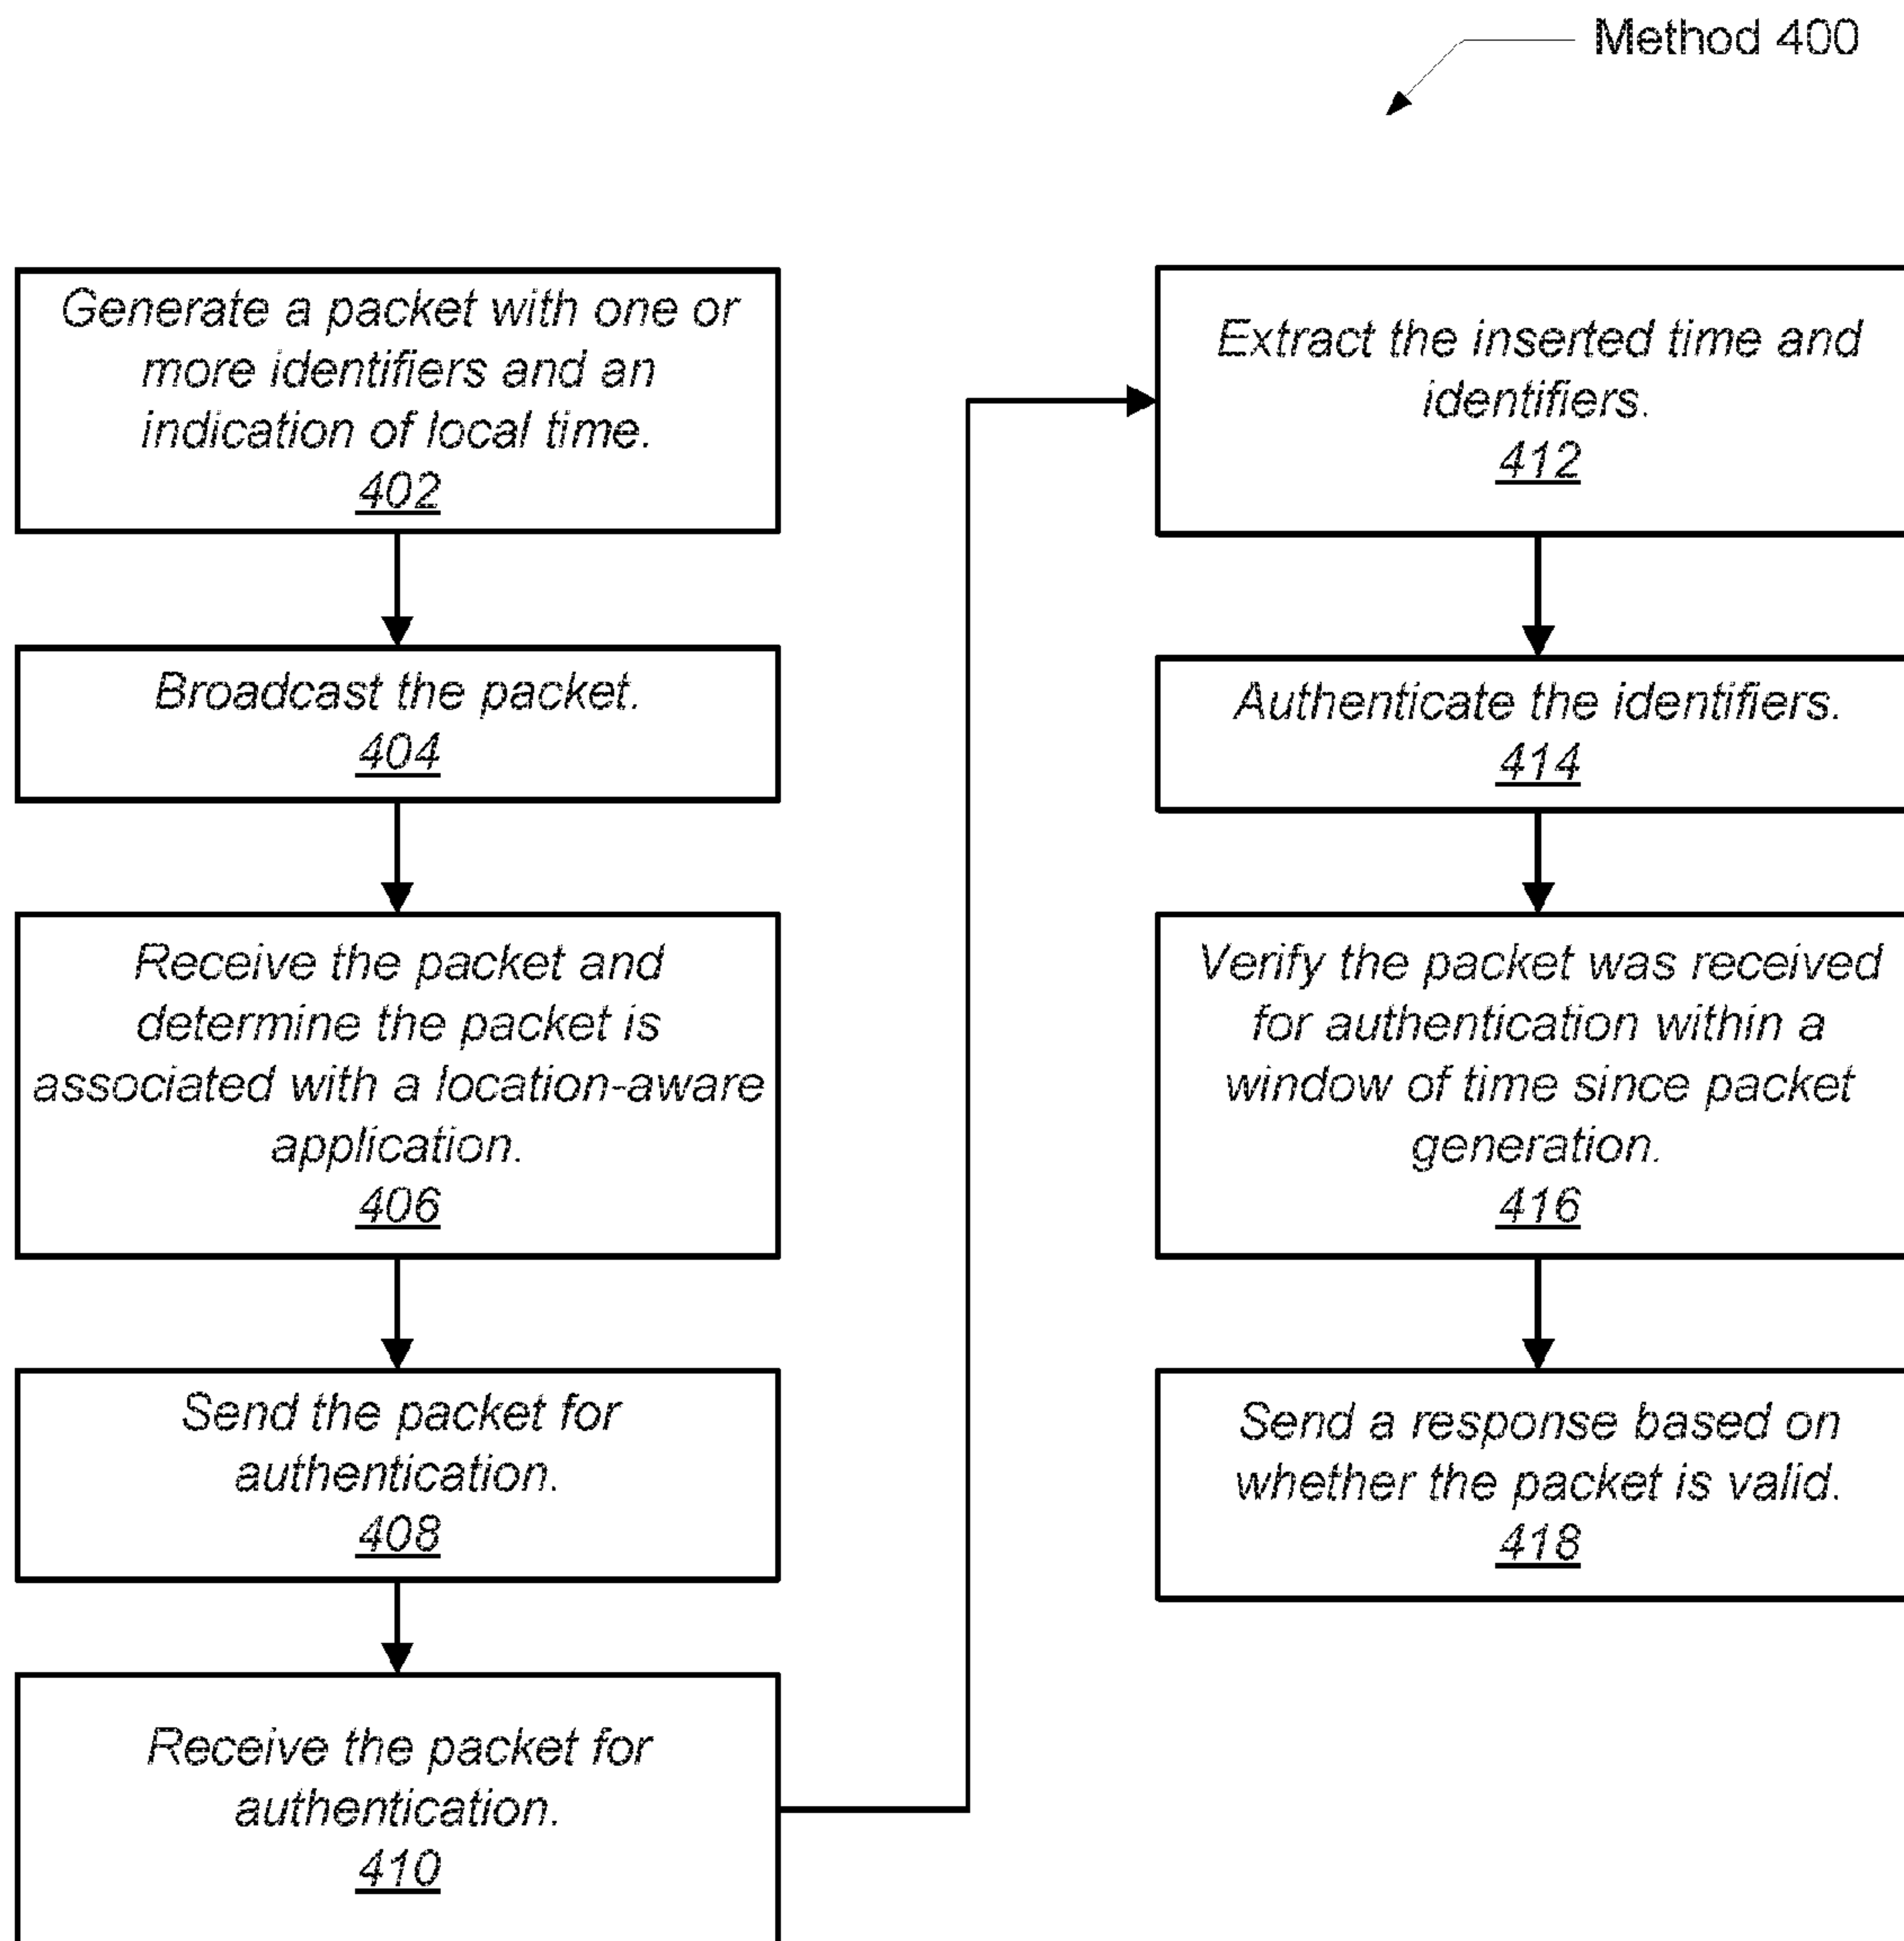 Method 400
Generate a packet with one or
more identifiers and an
indication of local time.
402
Broadcast the packet.
404
Receive the packet and
determine the packet is
associated with a location-aware
application.
406
Send the packet for
authentication.
408
Receive the packet for
authentication.
410
Extract the inserted time and
identifiers.
412
Authenticate the identifiers.
414
Verify the packet was received
for authentication within a
window of time since packet
generation.
416
Send a response based on
whether the packet is valid.
418